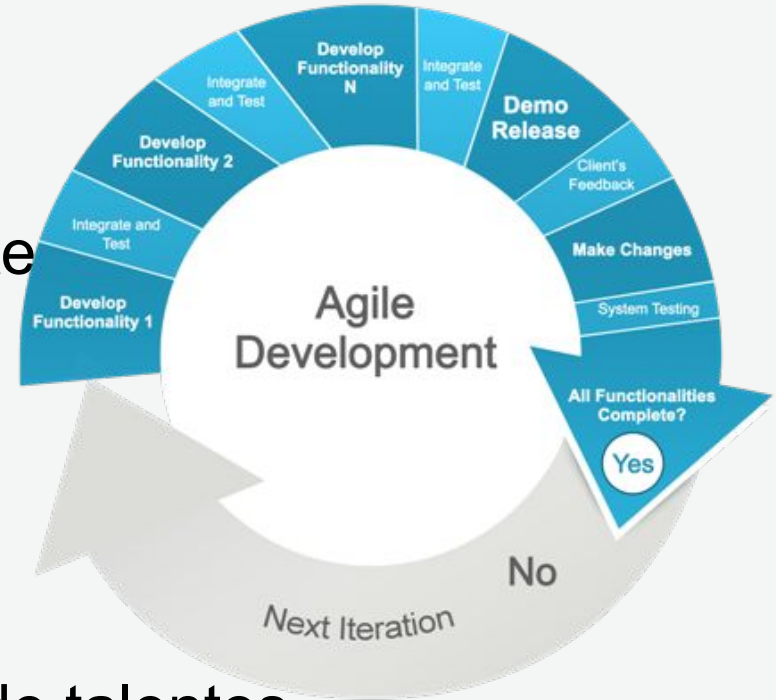 Develop
Functionality 1
Integrate and
Test
Develop
Functionality 2
Integrate
and Test
Develop
Functionality
N
Integrate
and Test
Demo
Release
Client's
Feedback
Make Changes
System Testing
All Functionalities
Complete?
Yes
No
Next Iteration
Agile
Development
e
talentos